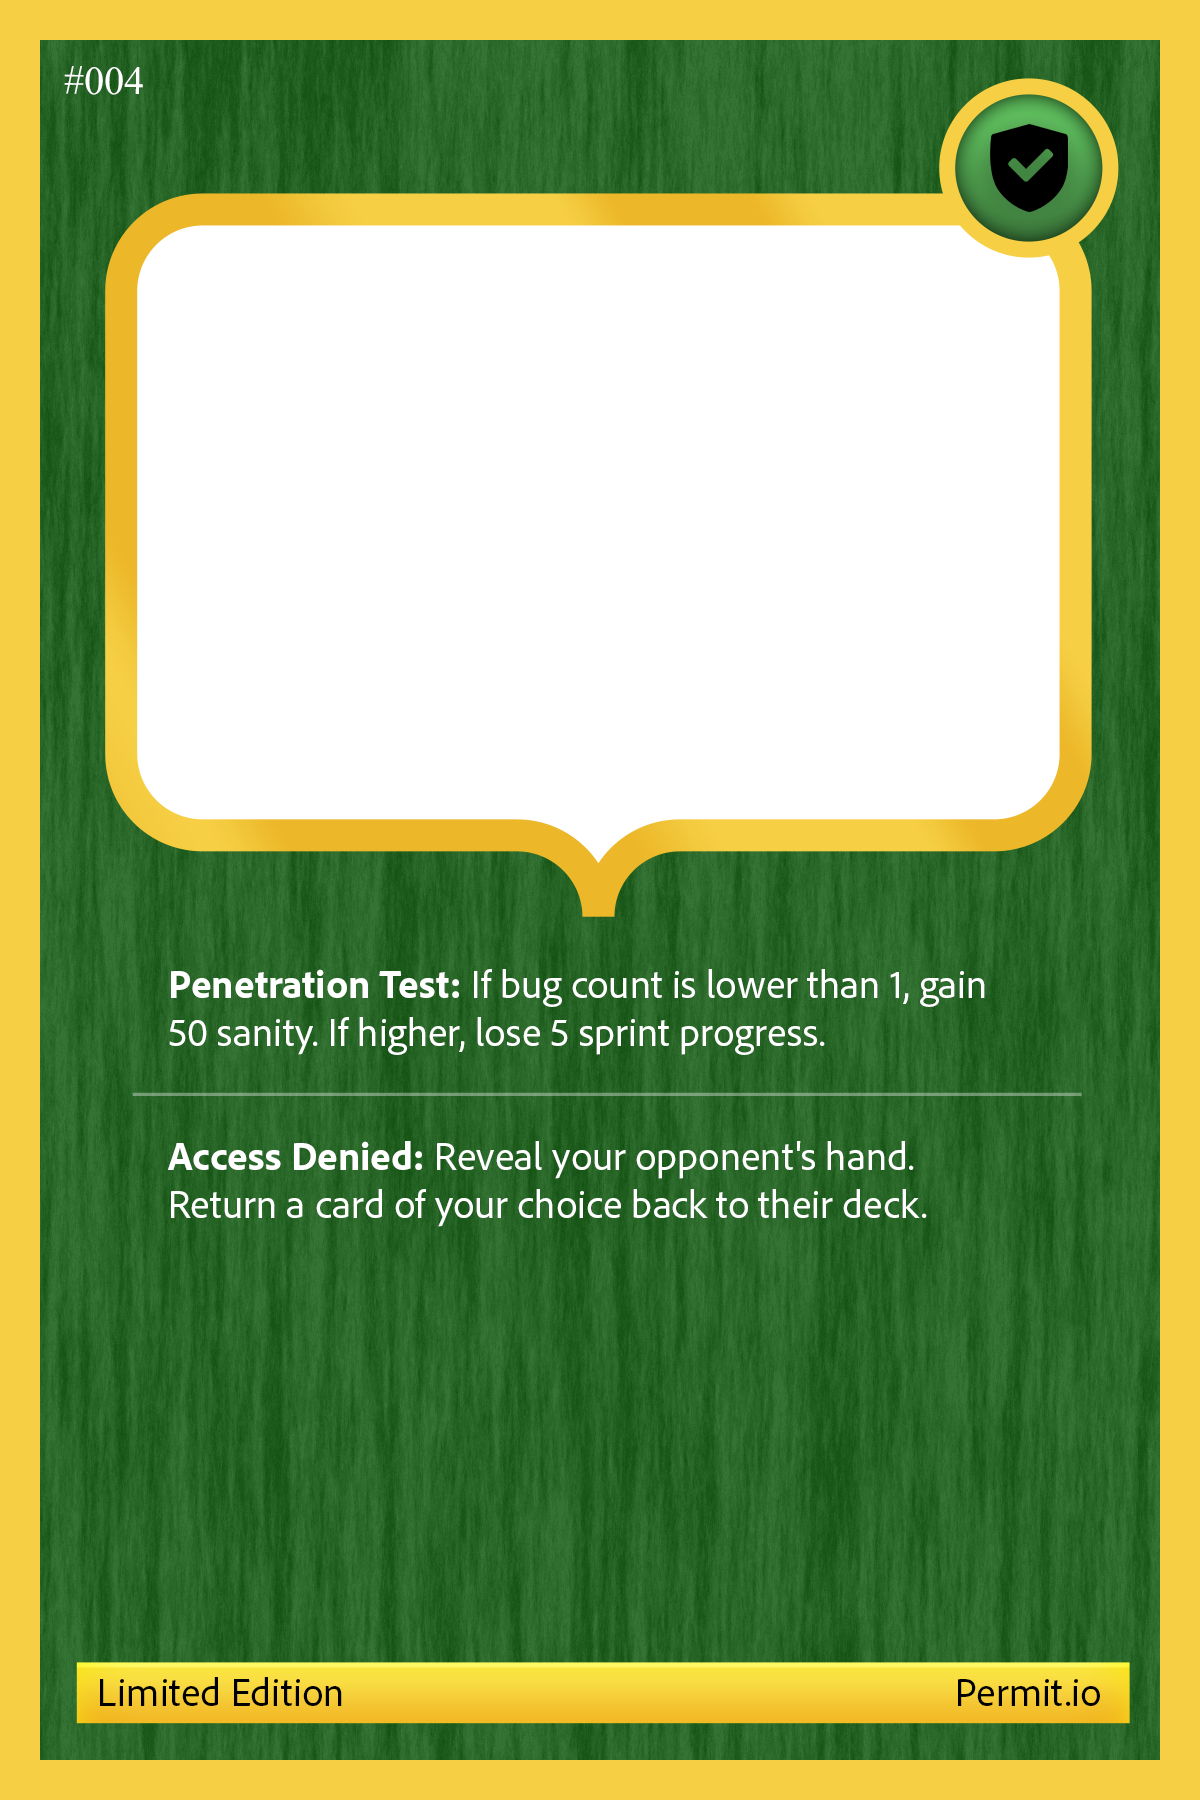 #004
Penetration Test: If bug count is lower than 1, gain
50 sanity. If higher, lose 5 sprint progress.
Access Denied: Reveal your opponent's hand.
Return a card of your choice back to their deck.
Limited Edition
Permit.io